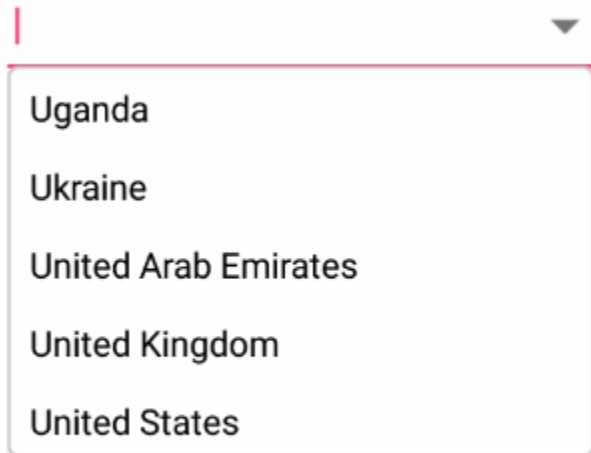 Uganda
Ukraine
United Arab Emirates
United Kingdom
United States